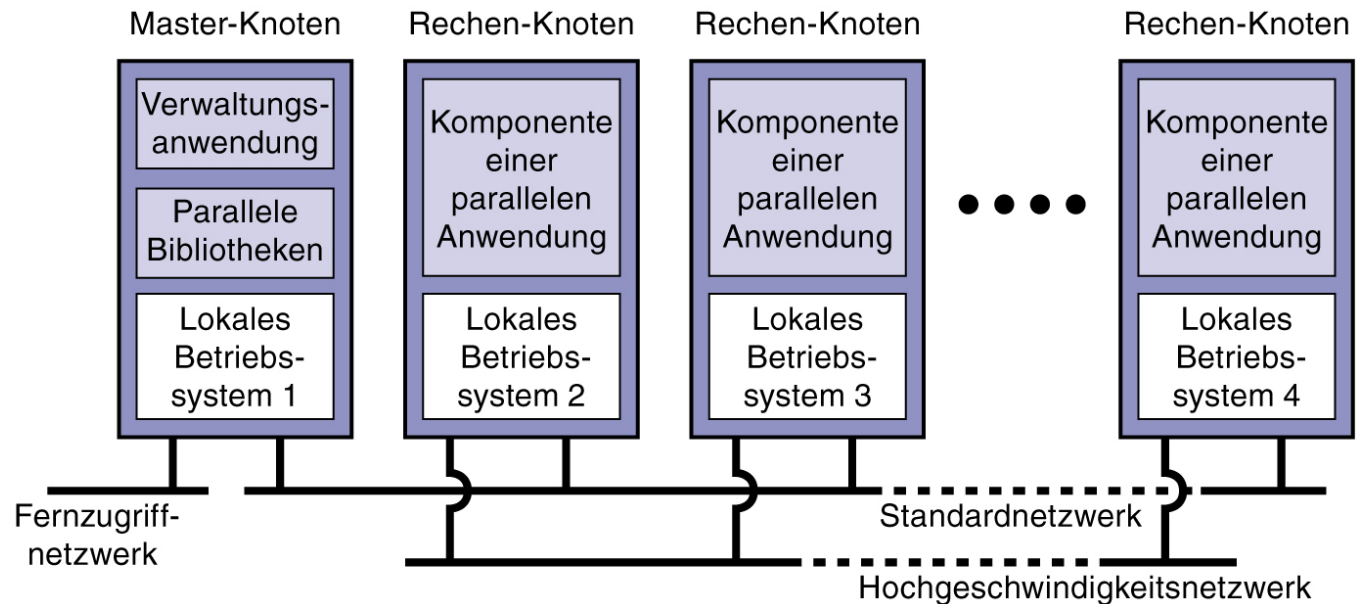 Master-Knoten
Rechen-Knoten
Rechen-Knoten
Rechen-Knoten
Verwaltungs-
anwendung
Parallele
Bibliotheken
Lokales
Betriebs-
system 1
Komponente
einer
parallelen
Anwendung
Lokales
Betriebs-
system 2
Komponente
einer
parallelen
Anwendung
Lokales
Betriebs-
system 3
Komponente
einer
parallelen
Anwendung
Lokales
Betriebs-
system 4
Fernzugriff-
netzwerk
Standardnetzwerk
Hochgeschwindigkeitsnetzwerk